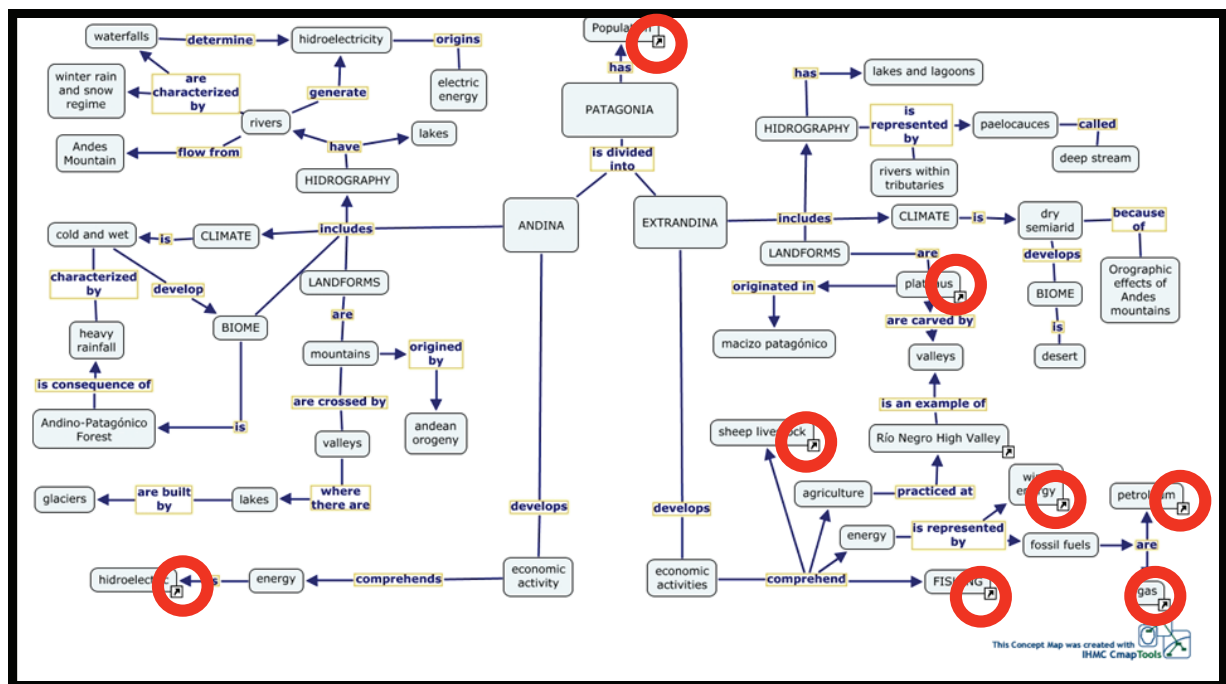 waterfalls
determine
hidroelectricity
origins
electric
energy
winter rain
and snow
regime
are
characterized
by
generate
rivers
Andes
Mountain
flow from
have
lakes
HIDROGRAPHY
Population
has
PATAGONIA
is divided
into
ANDINA
EXTRANDINA
has
lakes and lagoons
HIDROGRAPHY
is
represented
by
paelocauces
called
deep stream
rivers within
tributaries
cold and wet
is
CLIMATE
includes
characterized
by
develop
LANDFORMS
heavy
rainfall
BIOME
are
mountains
origined
by
is consequence of
are crossed by
Andino-Patagónico
Forest
is
valleys
andean
orogeny
glaciers
are built
by
lakes
where
there are
develops
hidroelectric
is
energy
comprehends
economic
activity
includes
CLIMATE
is
dry
semiarid
because
of
LANDFORMS
are
develops
originated in
BIOME
Orographic
effects of
Andes
mountains
are carved by
is
macizo patagónico
valleys
desert
is an example of
sheep livestock
Río Negro High Valley
agriculture
practiced at
energy
petroleum
develops
energy
is represented
by
fossil fuels
are
economic
activities
comprehend
FISHING
gas
This Concept Map was created with
IHMC CmapTools